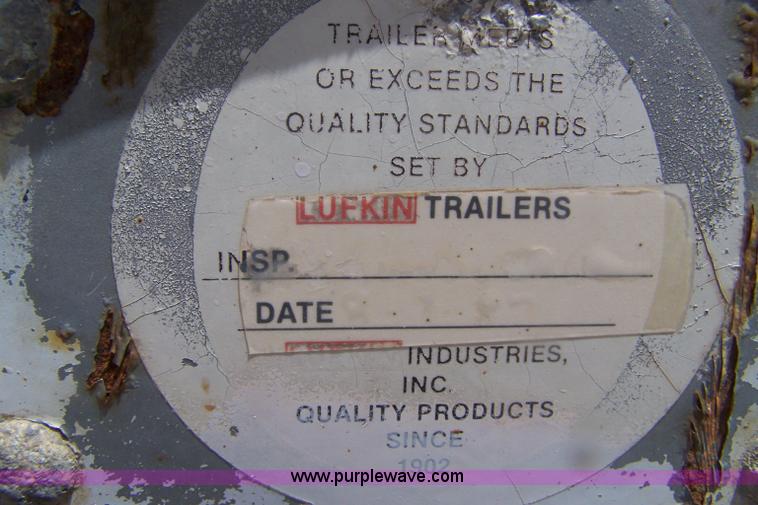 TRAILER MEETS
OR EXCEEDS THE
QUALITY STANDARDS
SET BY
LUFKIN TRAILERS
INSP.
DATE
INDUSTRIES,
INC.
QUALITY PRODUCTS
SINCE
1902
www.purplewave.com